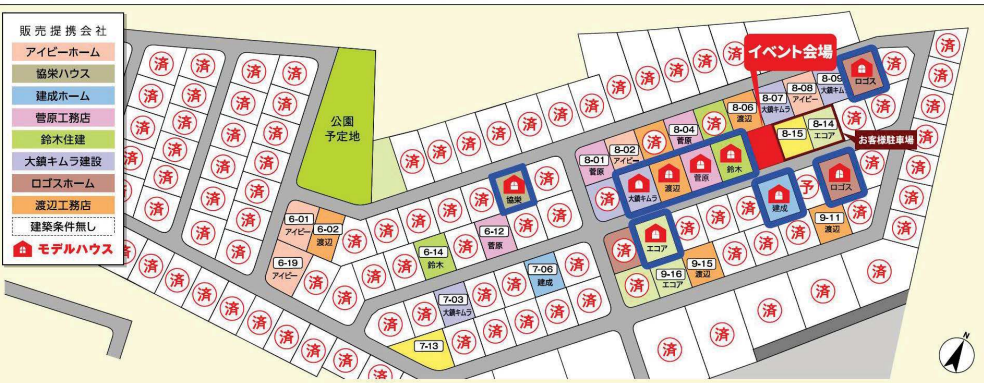 販売提携会社
アイビーホーム
協栄ハウス
建成ホーム
菅原工務店
鈴木住建
大鎮キムラ建設
ロゴスホーム
渡辺工務店
建築条件無し
モデルハウス
公園
予定地
イベント会場
お客様駐車場
8-01
菅原
8-02
アイビー
8-04
菅原
8-06
渡辺
8-07
大鎮キムラ
8-08
アイビー
8-09
大鎮キムラ
ロゴス
8-15
8-14
エコア
大鎮キムラ
渡辺
菅原
鈴木
建成
予
ロゴス
9-11
渡辺
エコア
9-16
エコア
9-15
渡辺
協栄
6-01
アイビー
6-02
渡辺
6-19
アイビー
6-14
鈴木
6-12
菅原
7-03
大鎮キムラ
7-06
建成
7-13
済
N